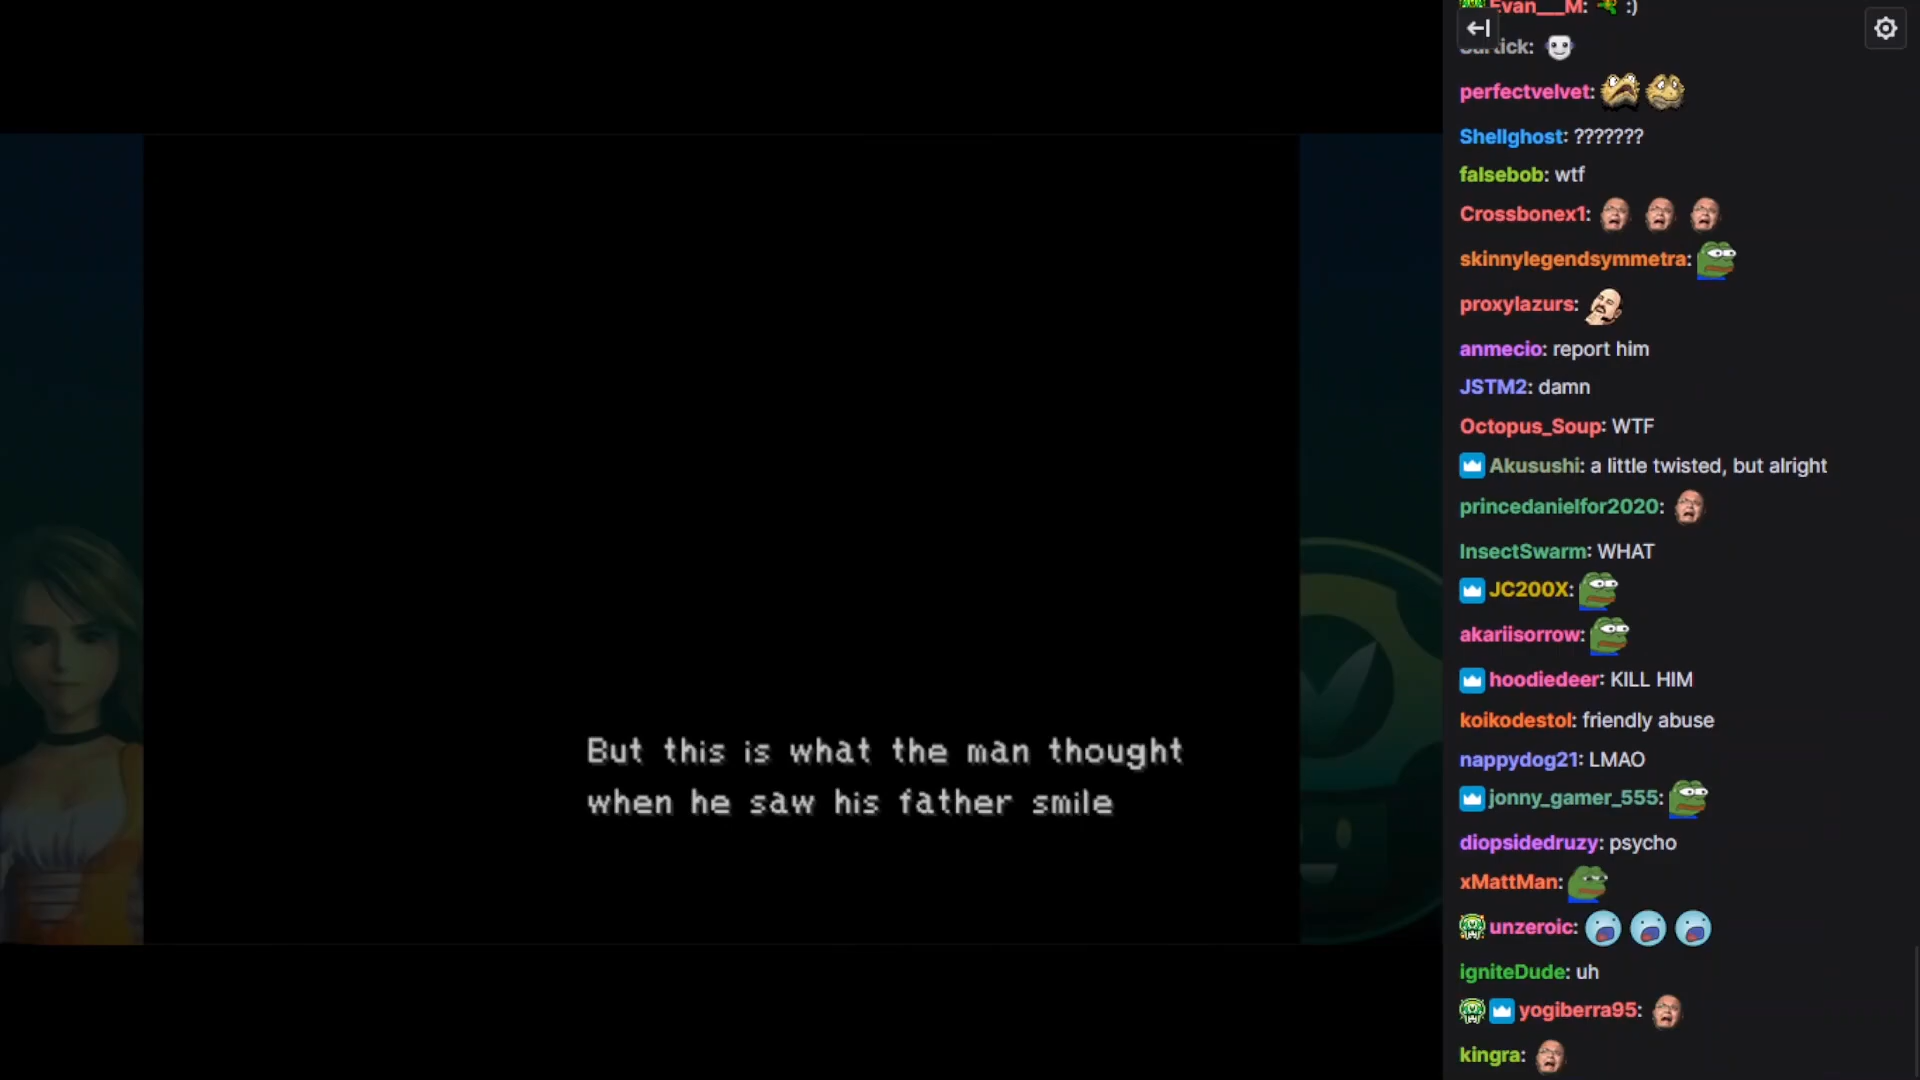 But this is what the man thought
when he saw his father smile
Evan___M: :)
perfectvelvet:
Shellghost: ???????
falsebob: wtf
Crossbonex1:
skinnylegendsymmetra:
proxylazurs:
anmecio: report him
JSTM2: damn
Octopus_Soup: WTF
Akusushi: a little twisted, but alright
princedanielfor2020:
InsectSwarm: WHAT
JC200X:
akariisorrow:
hoodiedeer: KILL HIM
koikodestol: friendly abuse
nappydog21: LMAO
jonny_gamer_555:
diopsidedruzy: psycho
xMattMan:
unzeroic:
igniteDude: uh
yogiberra95:
kingra: